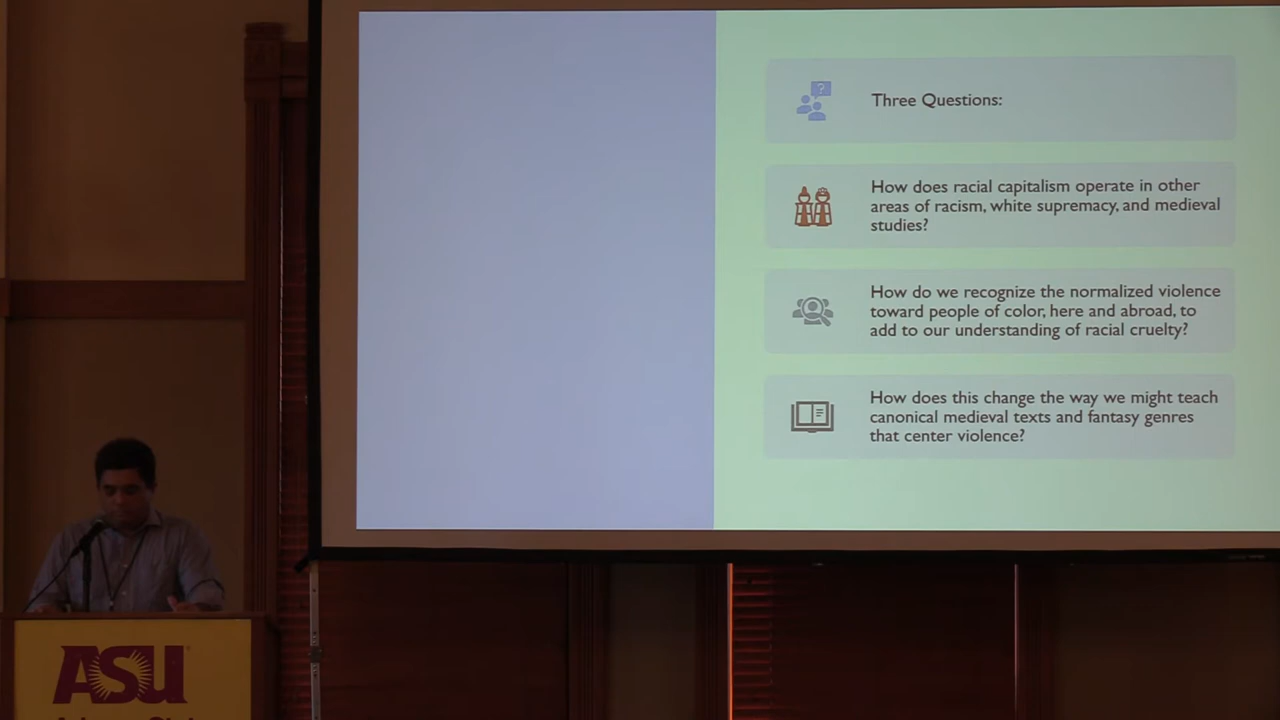 ?
Three Questions:
How does racial capitalism operate in other
areas of racism, white supremacy, and medieval
studies?
How do we recognize the normalized violence
toward people of color, here and abroad, to
add to our understanding of racial cruelty?
How does this change the way we might teach
canonical medieval texts and fantasy genres
that center violence?
ASU